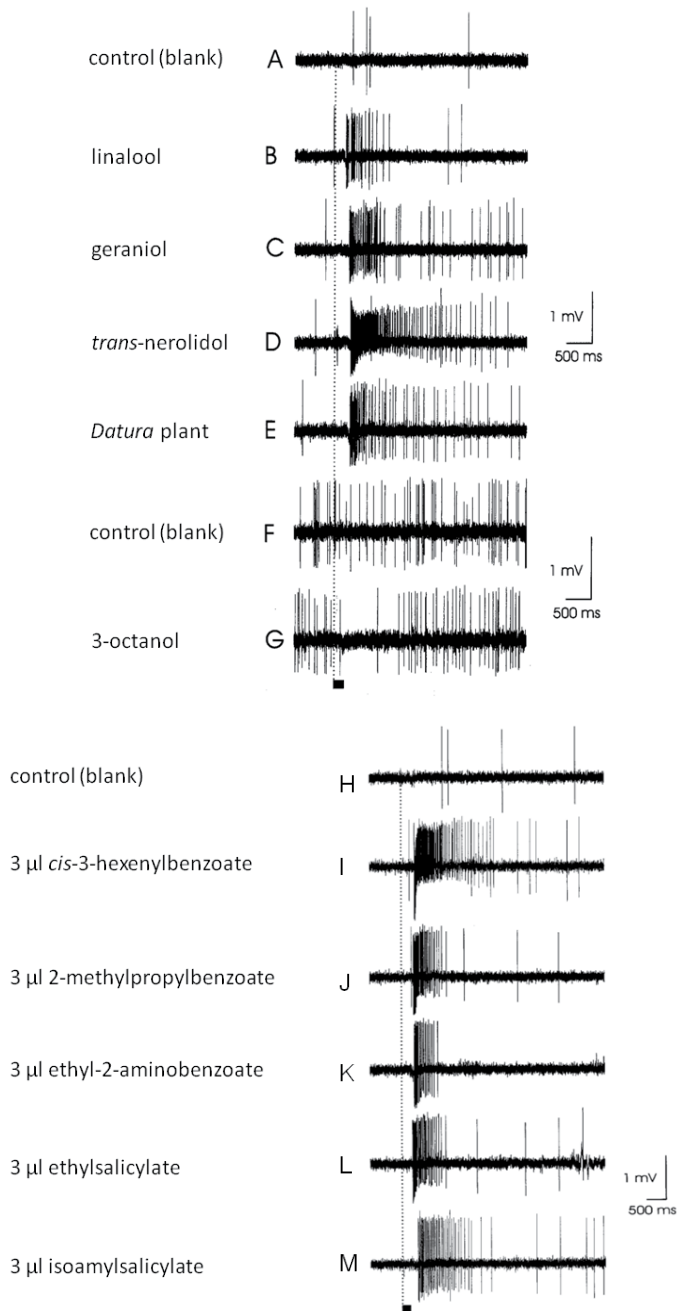 control (blank) A
linalool B
geraniol C
trans-nerolidol D
1 mV
500 ms
Datura plant E
control (blank) F
1 mV
500 ms
3-octanol G
control (blank) H
3 µl cis-3-hexenylbenzoate I
3 µl 2-methylpropylbenzoate J
3 µl ethyl-2-aminobenzoate K
3 µl ethylsalicylate L
1 mV
500 ms
3 µl isoamylsalicylate M